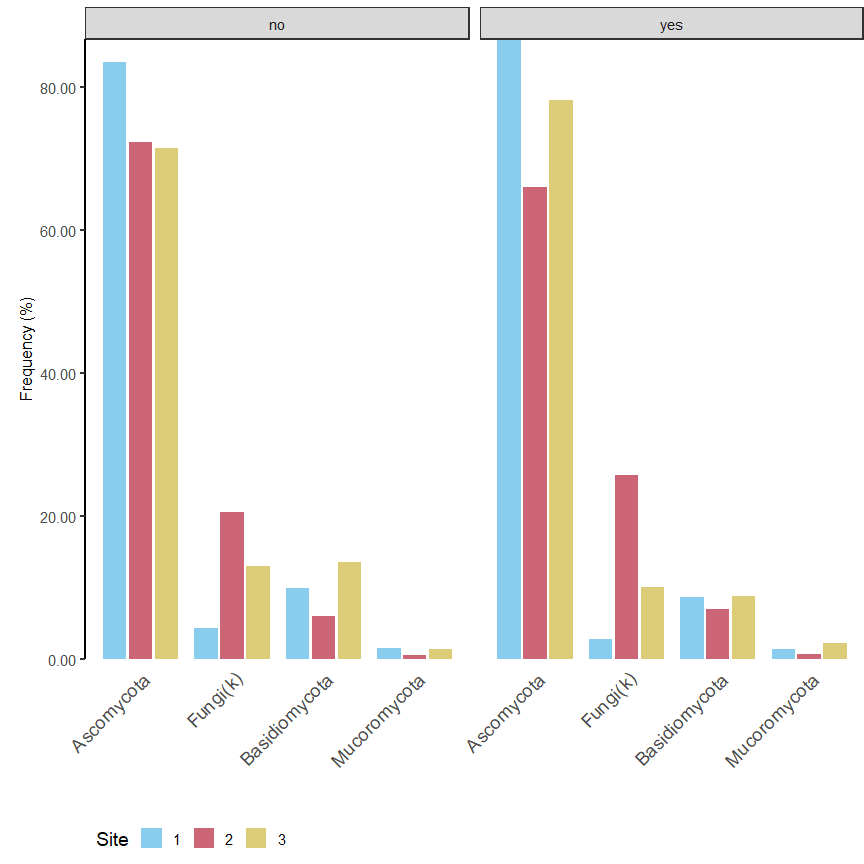 no yes
80.00
60.00
40.00
20.00
0.00
Frequency (%)
Ascomycota Fungi(k) Basidiomycota Mucoromycota Ascomycota Fungi(k) Basidiomycota Mucoromycota
Site 1 2 3